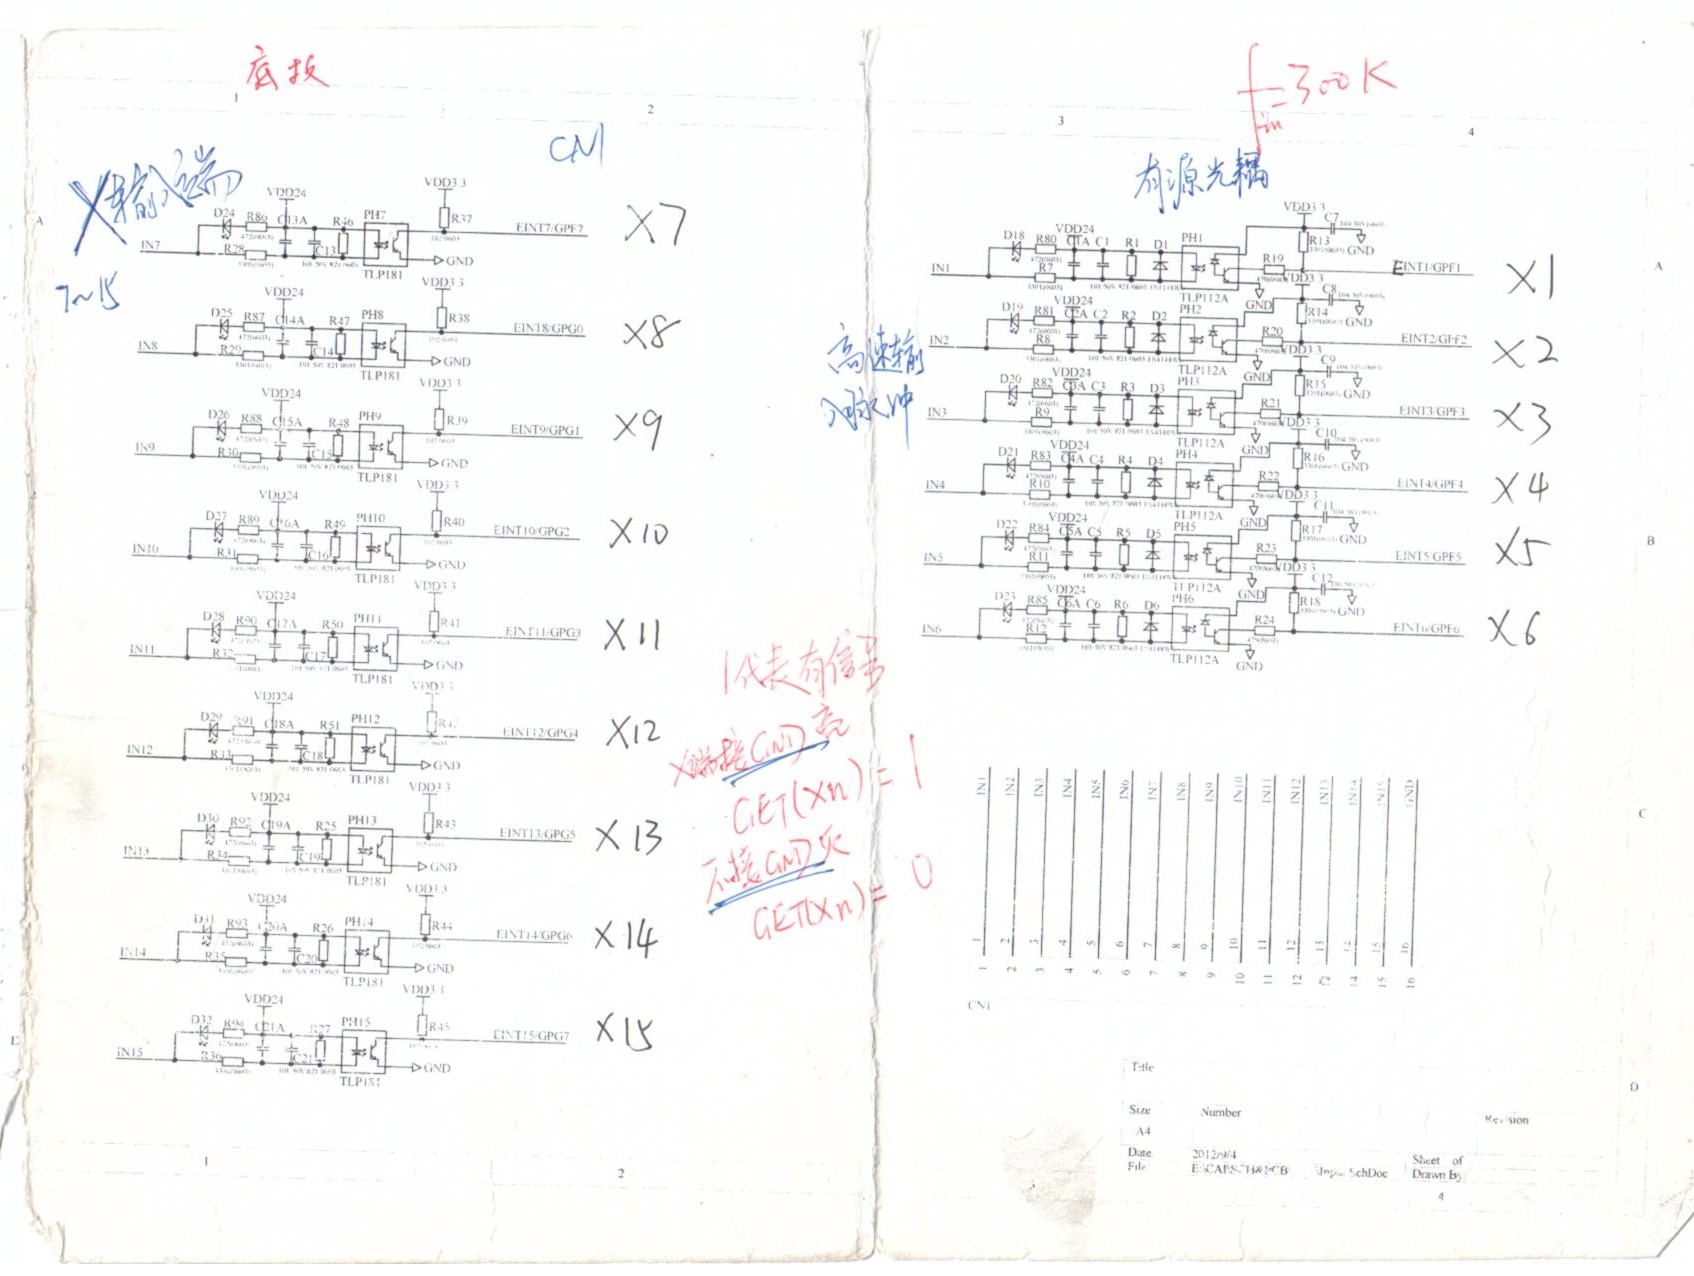 底板
1
2
CN1
X输入端
7~15
A
VDD24
VDD3.3
D24
R86
C13A
R46
PH7
R37
EINT7/GPF7
X7
IN7
R28
C13
GND
TLP181
VDD24
VDD3.3
D25
R87
C14A
R47
PH8
R38
EINT8/GPG0
X8
IN8
R29
C14
GND
TLP181
VDD24
VDD3.3
D26
R88
C15A
R48
PH9
R39
EINT9/GPG1
X9
IN9
R30
C15
GND
TLP181
VDD24
VDD3.3
D27
R89
C16A
R49
PH10
R40
EINT10/GPG2
X10
IN10
R31
C16
GND
TLP181
VDD24
VDD3.3
D28
R90
C17A
R50
PH11
R41
EINT11/GPG3
X11
IN11
R32
C17
GND
TLP181
VDD24
VDD3.3
D29
R91
C18A
R51
PH12
R42
EINT12/GPG4
X12
IN12
R33
C18
GND
TLP181
VDD24
VDD3.3
D30
R92
C19A
R25
PH13
R43
EINT13/GPG5
X13
IN13
R34
C19
GND
TLP181
VDD24
VDD3.3
D31
R93
C20A
R26
PH14
R44
EINT14/GPG6
X14
IN14
R35
C20
GND
TLP181
VDD24
VDD3.3
D32
R94
C21A
R27
PH15
R45
EINT15/GPG7
X15
IN15
R36
C21
GND
TLP181
1
2
1代表有信号
X端接GND 亮
GET(Xn) = 1
不接GND 灭
GET(Xn) = 0
fin=300K
3
4
有源光耦
高速输
入脉冲
A
VDD3.3
C7
GND
VDD24
D18
R80
C1A
C1
R1
D1
PH1
R13
R19
EINT1/GPF1
X1
IN1
R7
TLP112A
GND
VDD3.3
C8
GND
VDD24
D19
R81
C2A
C2
R2
D2
PH2
R14
R20
EINT2/GPF2
X2
IN2
R8
TLP112A
GND
VDD3.3
C9
GND
VDD24
D20
R82
C3A
C3
R3
D3
PH3
R15
R21
EINT3/GPF3
X3
IN3
R9
TLP112A
GND
VDD3.3
C10
GND
VDD24
D21
R83
C4A
C4
R4
D4
PH4
R16
R22
EINT4/GPF4
X4
IN4
R10
TLP112A
GND
VDD3.3
C11
GND
VDD24
D22
R84
C5A
C5
R5
D5
PH5
R17
R23
EINT5 GPF5
X5
IN5
R11
TLP112A
GND
VDD3.3
C12
GND
VDD24
D23
R85
C6A
C6
R6
D6
PH6
R18
R24
EINT6/GPF6
X6
IN6
R12
TLP112A
GND
B
C
D
IN1 IN2 IN3 IN4 IN5 IN6 IN7 IN8 IN9 IN10 IN11 IN12 IN13 IN14 IN15 GND
1 2 3 4 5 6 7 8 9 10 11 12 13 14 15 16
1 2 3 4 5 6 7 8 9 10 11 12 13 14 15 16
CN1
Title
Size
Number
Revision
A4
Date
2012/9/4
Sheet of
File
SchDoc
Drawn By
4